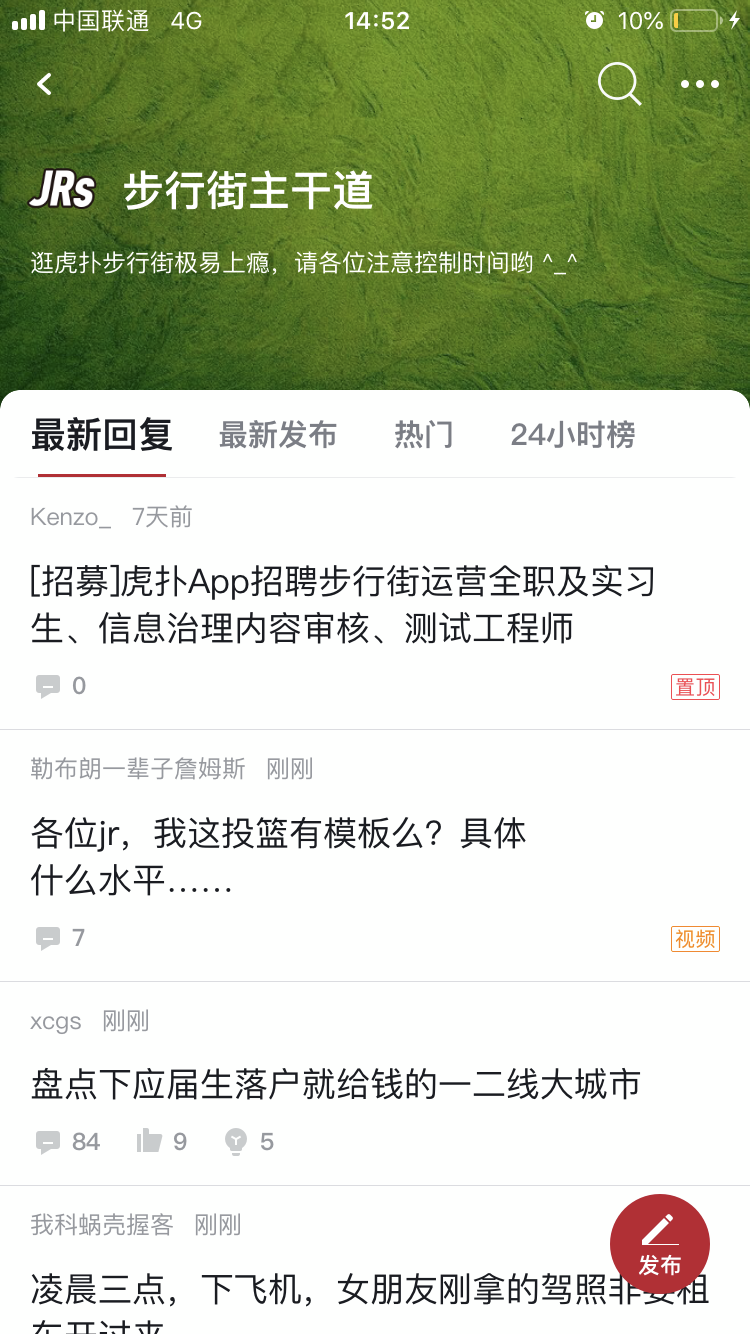 中国联通 4G 14:52 10%
JRs 步行街主干道
逛虎扑步行街极易上瘾，请各位注意控制时间哟 ^_^
最新回复 最新发布 热门 24小时榜
Kenzo_ 7天前
[招募]虎扑App招聘步行街运营全职及实习
生、信息治理内容审核、测试工程师
0 置顶
勒布朗一辈子詹姆斯 刚刚
各位jr，我这投篮有模板么？具体
什么水平……
7 视频
xcgs 刚刚
盘点下应届生落户就给钱的一二线大城市
84 9 5
我科蜗壳握客 刚刚
发布
凌晨三点，下飞机，女朋友刚拿的驾照非要租
车开过来